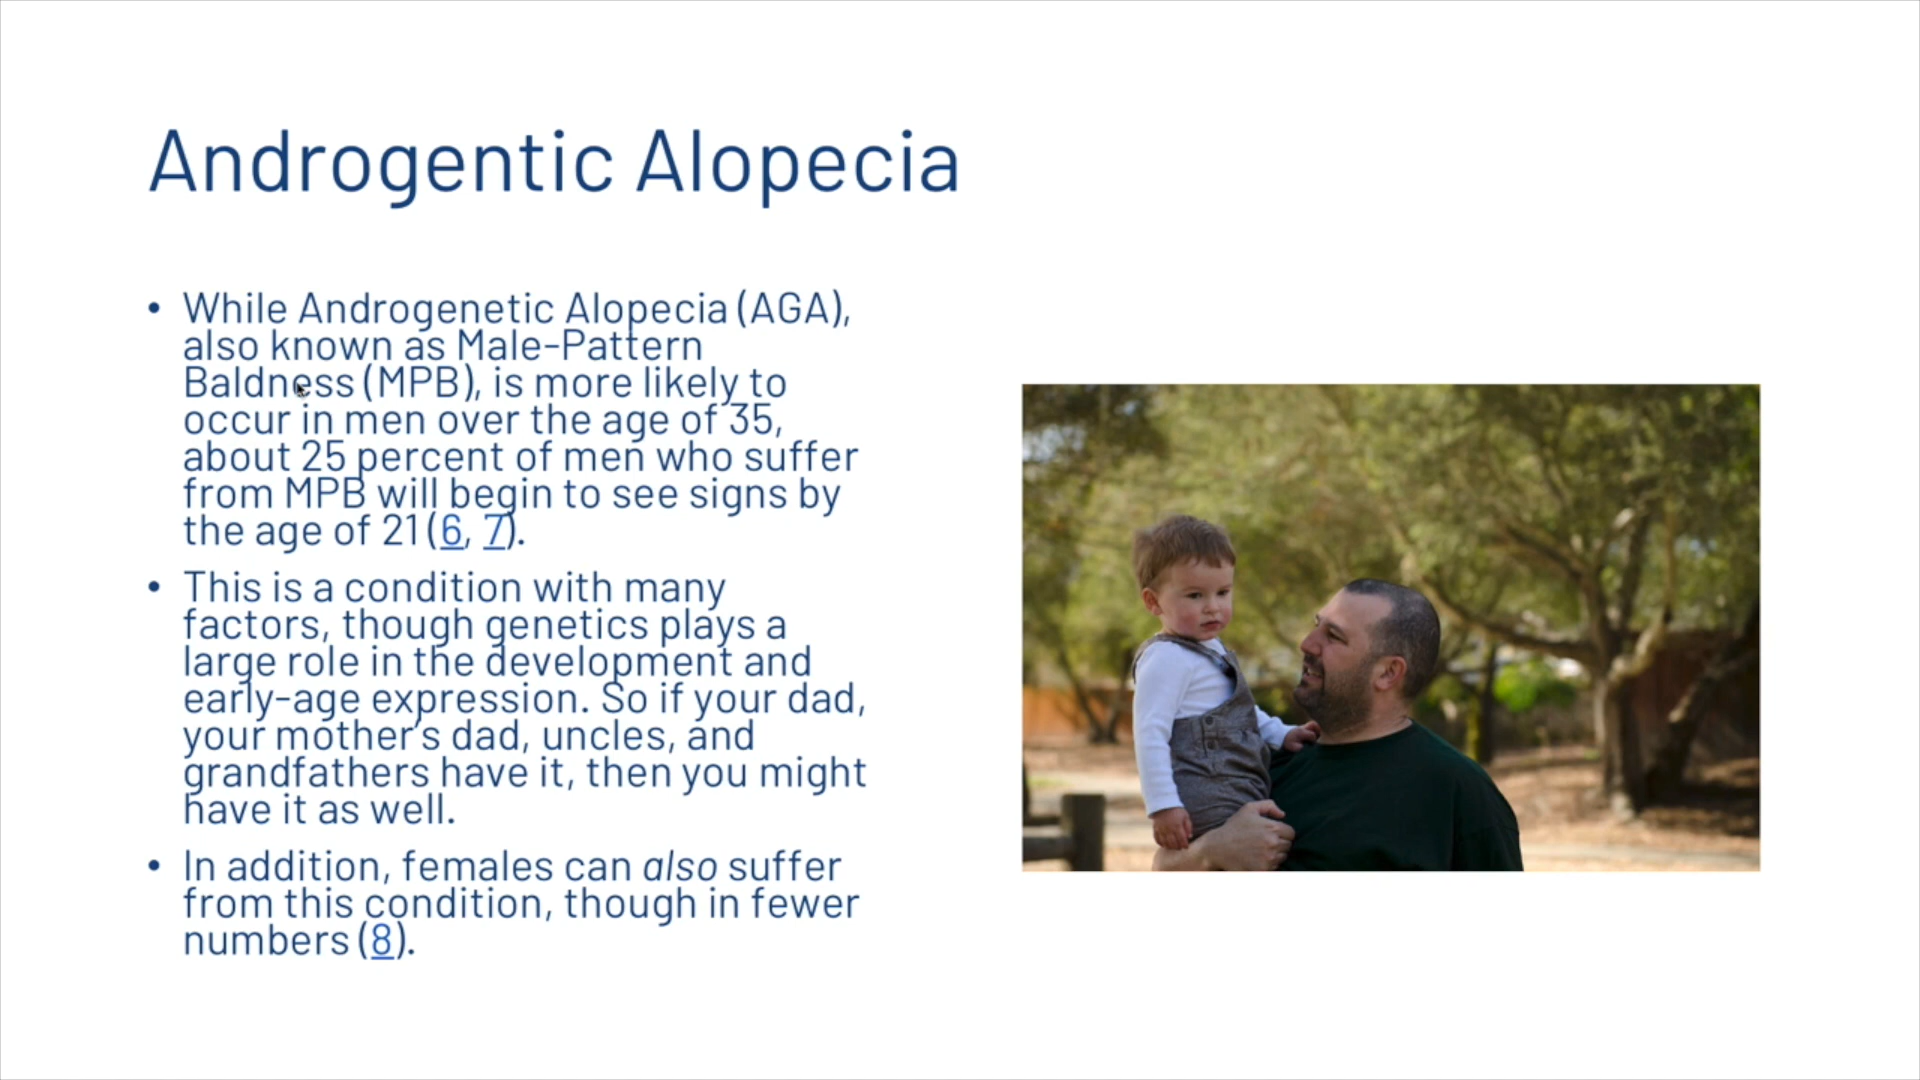 Androgentic Alopecia
• While Androgenetic Alopecia (AGA),
also known as Male-Pattern
Baldness (MPB), is more likely to
occur in men over the age of 35,
about 25 percent of men who suffer
from MPB will begin to see signs by
the age of 21 (6, 7).
• This is a condition with many
factors, though genetics plays a
large role in the development and
early-age expression. So if your dad,
your mother's dad, uncles, and
grandfathers have it, then you might
have it as well.
• In addition, females can also suffer
from this condition, though in fewer
numbers (8).